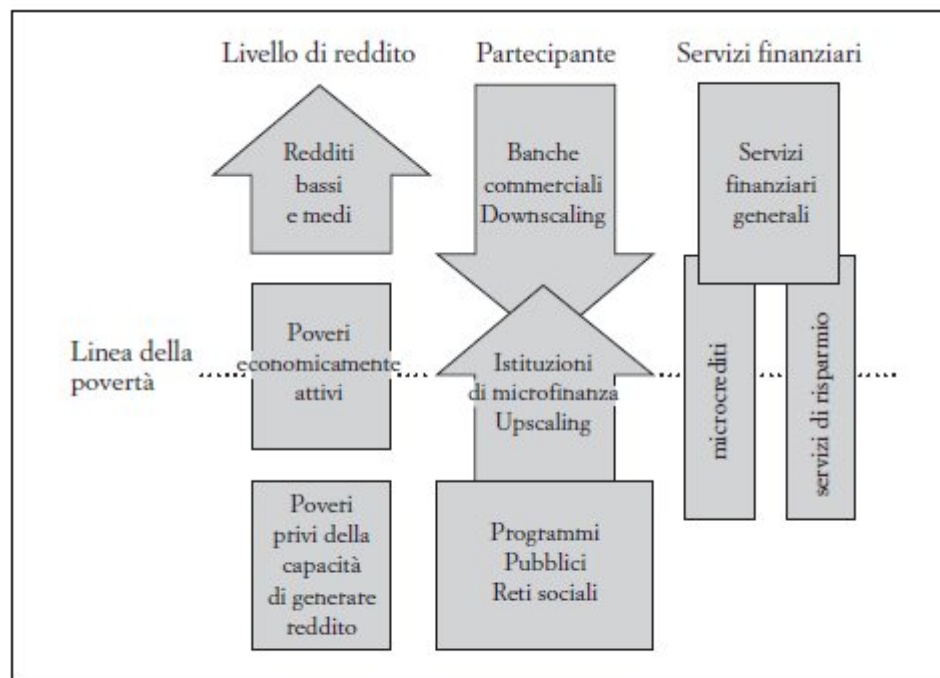 Livello di reddito
Partecipante
Servizi finanziari
Redditi
bassi
e medi
Banche
commerciali
Downscaling
Servizi
finanziari
generali
Linea della
povertà
Poveri
economicamente
attivi
Istituzioni
di microfinanza
Upscaling
microcrediti
servizi di risparmio
Poveri
privi della
capacità
di generare
reddito
Programmi
Pubblici
Reti sociali